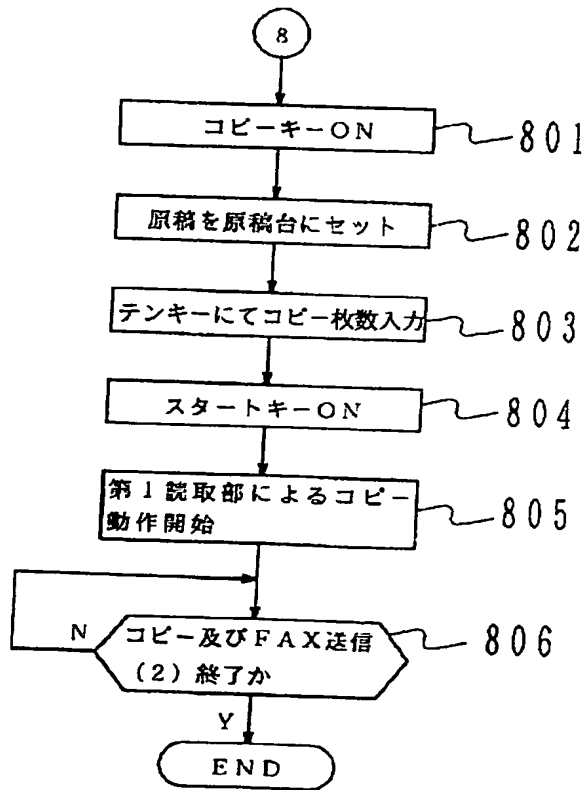 8
コピーキーON
801
原稿を原稿台にセット
802
テンキーにてコピー枚数入力
803
スタートキーON
804
第1読取部によるコピー
動作開始
805
コピー及びFAX送信
(2)終了か
806
N
Y
END